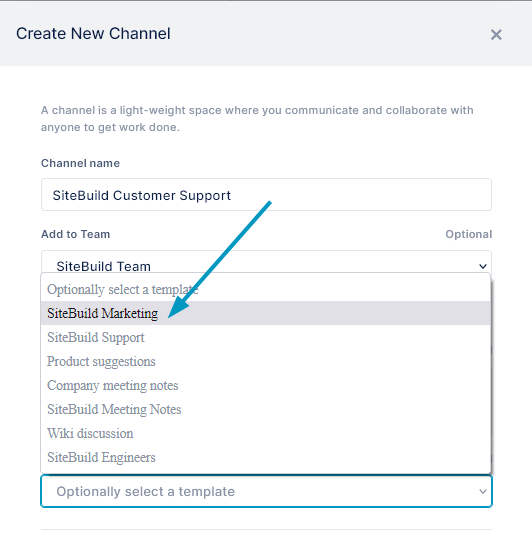 Create New Channel
A channel is a light-weight space where you communicate and collaborate with
anyone to get work done.
Channel name
SiteBuild Customer Support
Add to Team Optional
SiteBuild Team
Optionally select a template
SiteBuild Marketing
SiteBuild Support
Product suggestions
Company meeting notes
SiteBuild Meeting Notes
Wiki discussion
SiteBuild Engineers
Optionally select a template